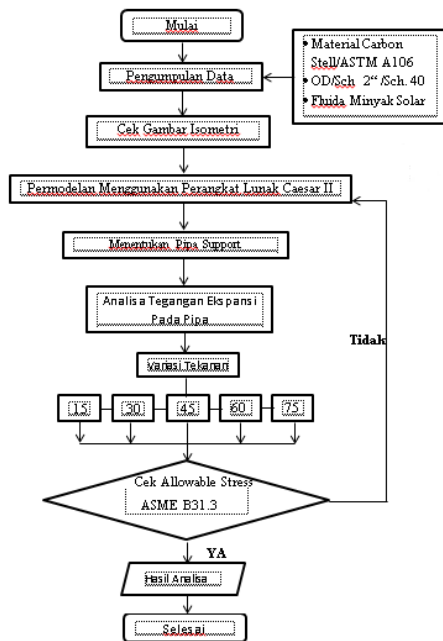 Mulai
Pengumpulan Data
• Material Carbon
Stell/ASTM A106
• OD/Sch 2“ /Sch. 40
• Fluida Minyak Solar
Cek Gambar Isometri
Permodelan Menggunakan Perangkat Lunak Caesar II
Menentukan Pipa Support
Analisa Tegangan Ekspansi
Pada Pipa
Tidak
Variasi Tekanan
15 30 45 60 75
Cek Allowable Stress
ASME B31.3
YA
Hasil Analisa
Selesai